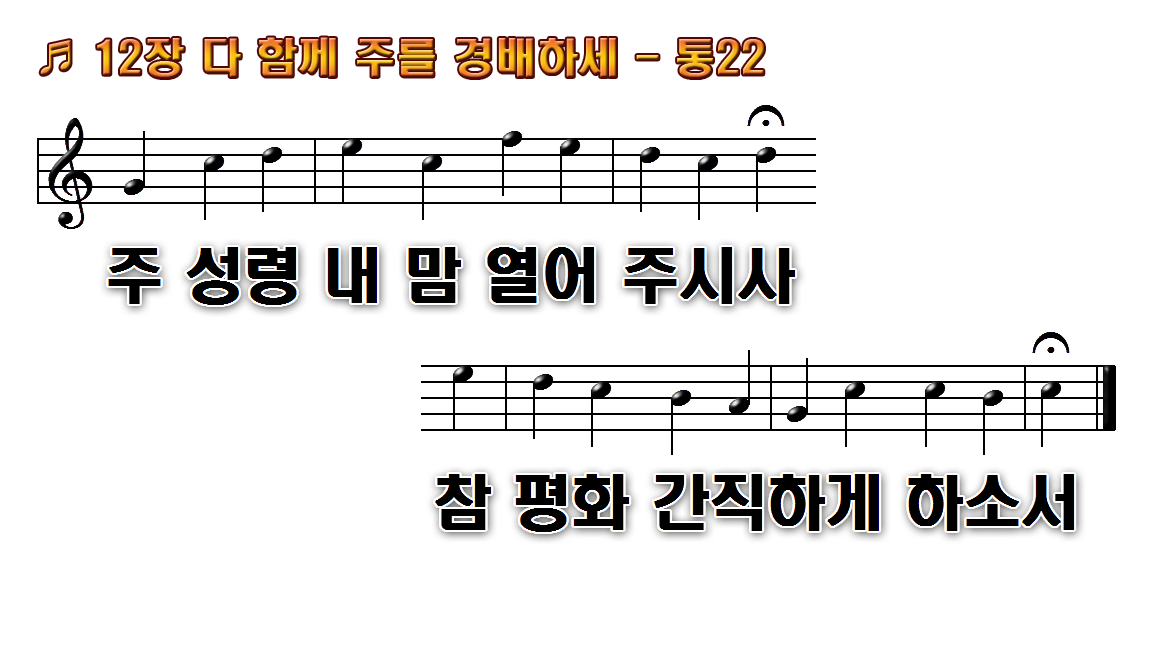 ♬ 12장 다 함께 주를 경배하세 - 통22
주 성령 내 맘 열어 주시사
참 평화 간직하게 하소서